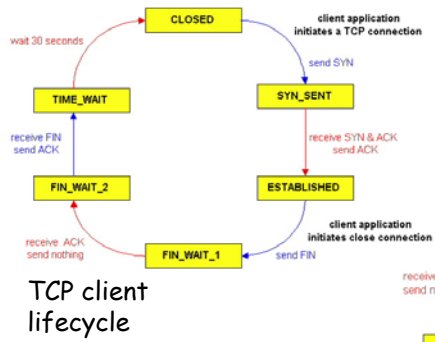 CLOSED
client application
initiates a TCP connection
wait 30 seconds
send SYN
TIME_WAIT
SYN_SENT
receive FIN
send ACK
receive SYN & ACK
send ACK
FIN_WAIT_2
ESTABLISHED
client application
initiates close connection
receive ACK
send nothing
FIN_WAIT_1
send FIN
receive
send n
TCP client
lifecycle